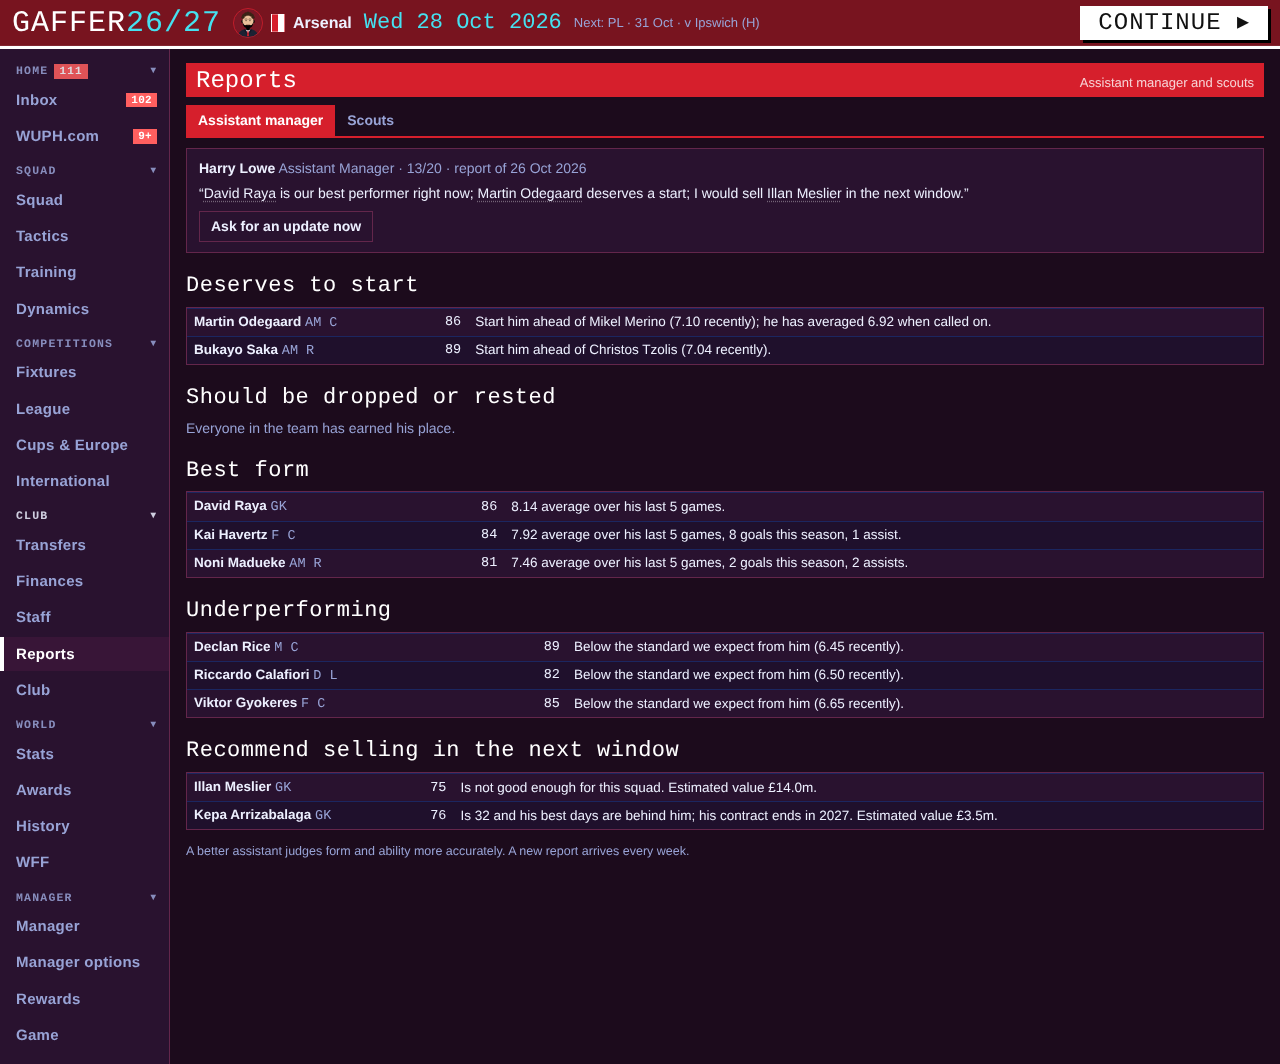 GAFFER26/27 Arsenal Wed 28 Oct 2026 Next: PL · 31 Oct · v Ipswich (H) CONTINUE ►
HOME 111 ▼
Inbox 102
WUPH.com 9+
SQUAD ▼
Squad
Tactics
Training
Dynamics
COMPETITIONS ▼
Fixtures
League
Cups & Europe
International
CLUB ▼
Transfers
Finances
Staff
Reports
Club
WORLD ▼
Stats
Awards
History
WFF
MANAGER ▼
Manager
Manager options
Rewards
Game
Reports Assistant manager and scouts
Assistant manager Scouts
Harry Lowe Assistant Manager · 13/20 · report of 26 Oct 2026
“David Raya is our best performer right now; Martin Odegaard deserves a start; I would sell Illan Meslier in the next window.”
Ask for an update now
Deserves to start
Martin Odegaard AM C 86 Start him ahead of Mikel Merino (7.10 recently); he has averaged 6.92 when called on.
Bukayo Saka AM R 89 Start him ahead of Christos Tzolis (7.04 recently).
Should be dropped or rested
Everyone in the team has earned his place.
Best form
David Raya GK 86 8.14 average over his last 5 games.
Kai Havertz F C 84 7.92 average over his last 5 games, 8 goals this season, 1 assist.
Noni Madueke AM R 81 7.46 average over his last 5 games, 2 goals this season, 2 assists.
Underperforming
Declan Rice M C 89 Below the standard we expect from him (6.45 recently).
Riccardo Calafiori D L 82 Below the standard we expect from him (6.50 recently).
Viktor Gyokeres F C 85 Below the standard we expect from him (6.65 recently).
Recommend selling in the next window
Illan Meslier GK 75 Is not good enough for this squad. Estimated value £14.0m.
Kepa Arrizabalaga GK 76 Is 32 and his best days are behind him; his contract ends in 2027. Estimated value £3.5m.
A better assistant judges form and ability more accurately. A new report arrives every week.